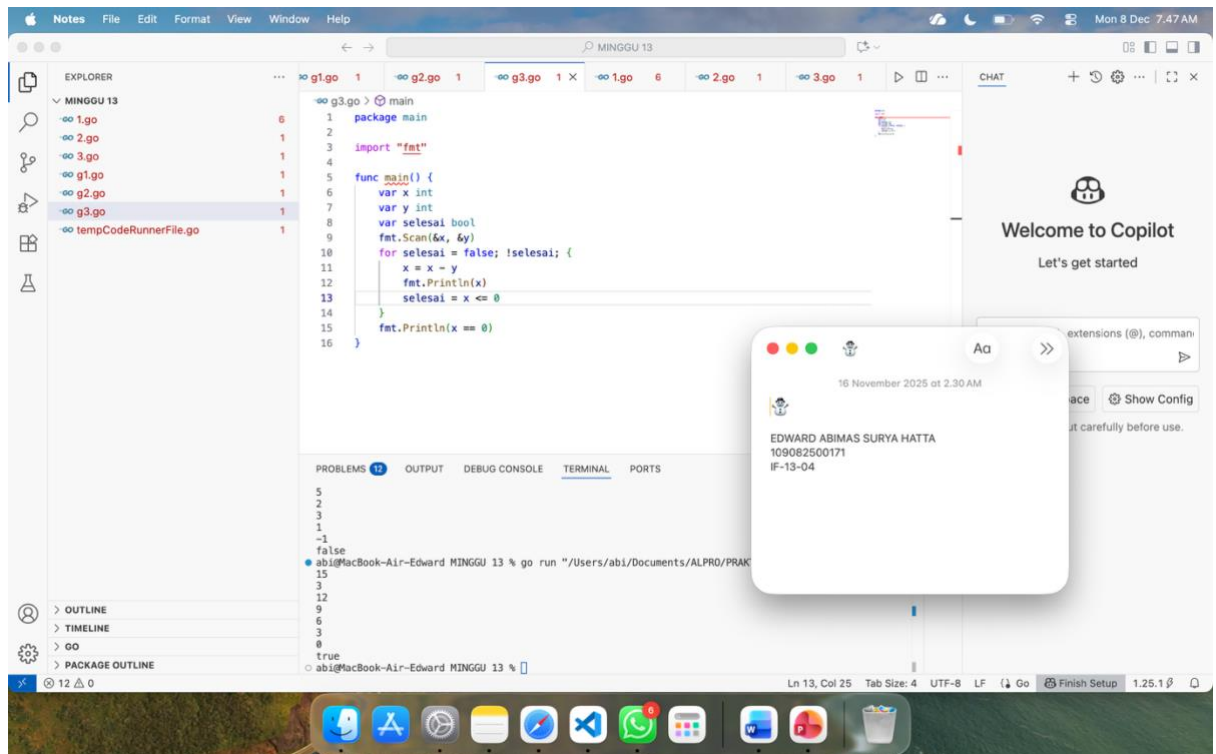 Notes File Edit Format View Window Help
Mon 8 Dec 7.47 AM
MINGGU 13
EXPLORER
g1.go 1
g2.go 1
g3.go 1
1.go 6
2.go 1
3.go 1
CHAT
MINGGU 13
1.go 6
2.go 1
3.go 1
g1.go 1
g2.go 1
g3.go 1
tempCodeRunnerFile.go 1
g3.go > main
1 package main
2
3 import "fmt"
4
5 func main() {
6 var x int
7 var y int
8 var selesai bool
9 fmt.Scan(&x, &y)
10 for selesai = false; !selesai; {
11 x = x - y
12 fmt.Println(x)
13 selesai = x <= 0
14 }
15 fmt.Println(x == 0)
16 }
Welcome to Copilot
Let's get started
extensions (@), comman
Show Config
carefully before use.
Aa
16 November 2025 at 2.30 AM
EDWARD ABIMAS SURYA HATTA
109082500171
IF-13-04
PROBLEMS 12 OUTPUT DEBUG CONSOLE TERMINAL PORTS
5
2
3
1
-1
false
abi@MacBook-Air-Edward MINGGU 13 % go run "/Users/abi/Documents/ALPRO/PRAK
15
3
12
9
6
3
0
true
abi@MacBook-Air-Edward MINGGU 13 %
OUTLINE
TIMELINE
GO
PACKAGE OUTLINE
12 0
Ln 13, Col 25 Tab Size: 4 UTF-8 LF Go Finish Setup 1.25.1
6